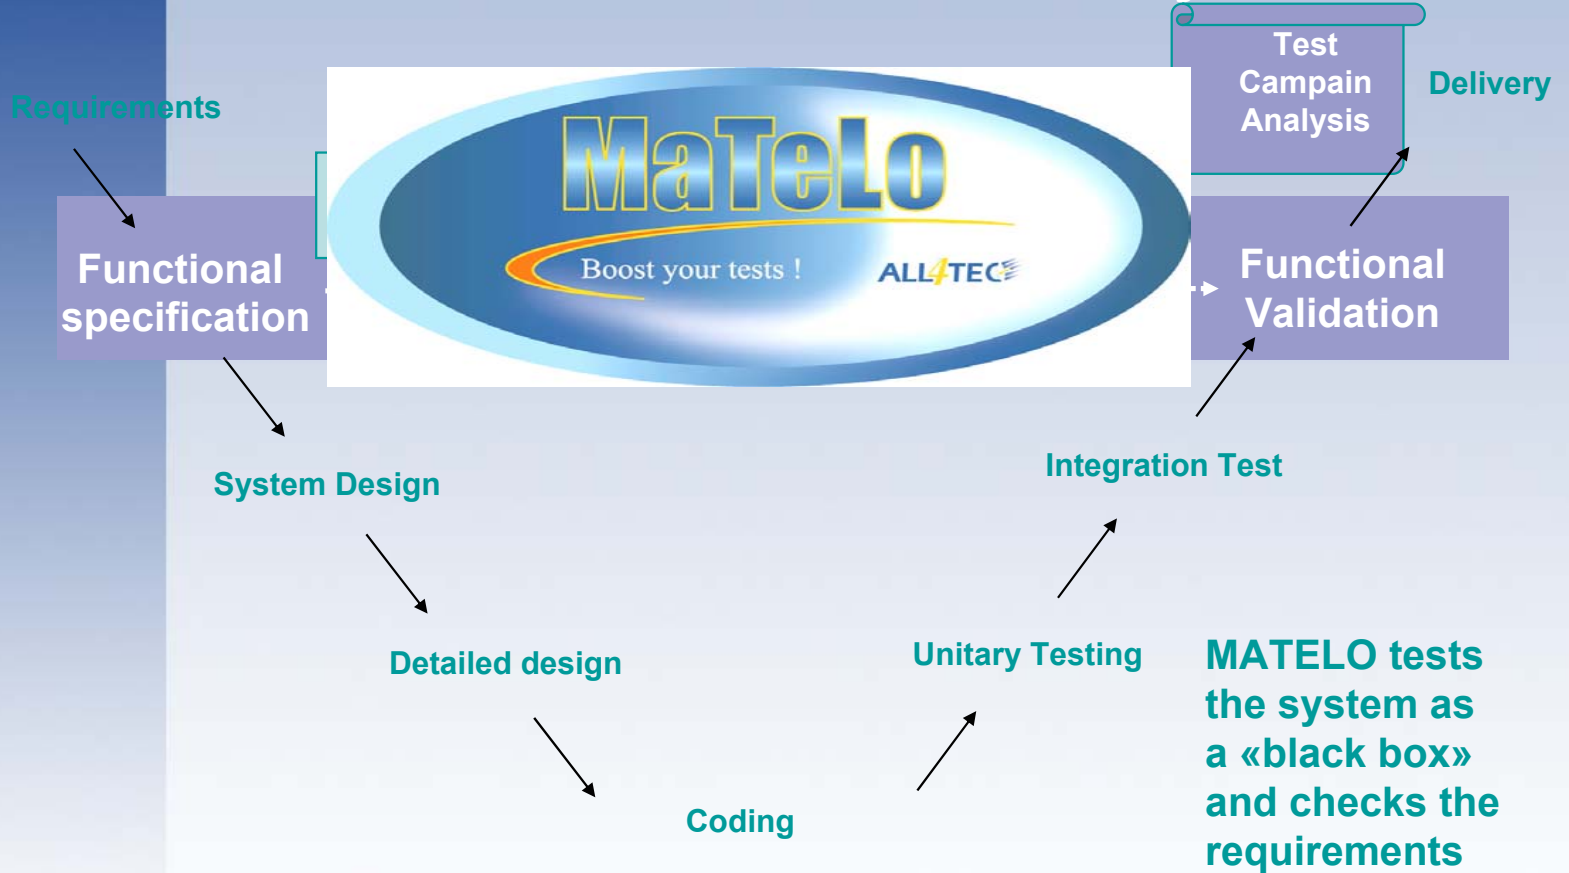 Requirements
Functional
specification
MaTeLo
Boost your tests !
ALL4TEC
Test
Campain
Analysis
Delivery
Functional
Validation
System Design
Integration Test
Detailed design
Unitary Testing
Coding
MATELO tests
the system as
a «black box»
and checks the
requirements